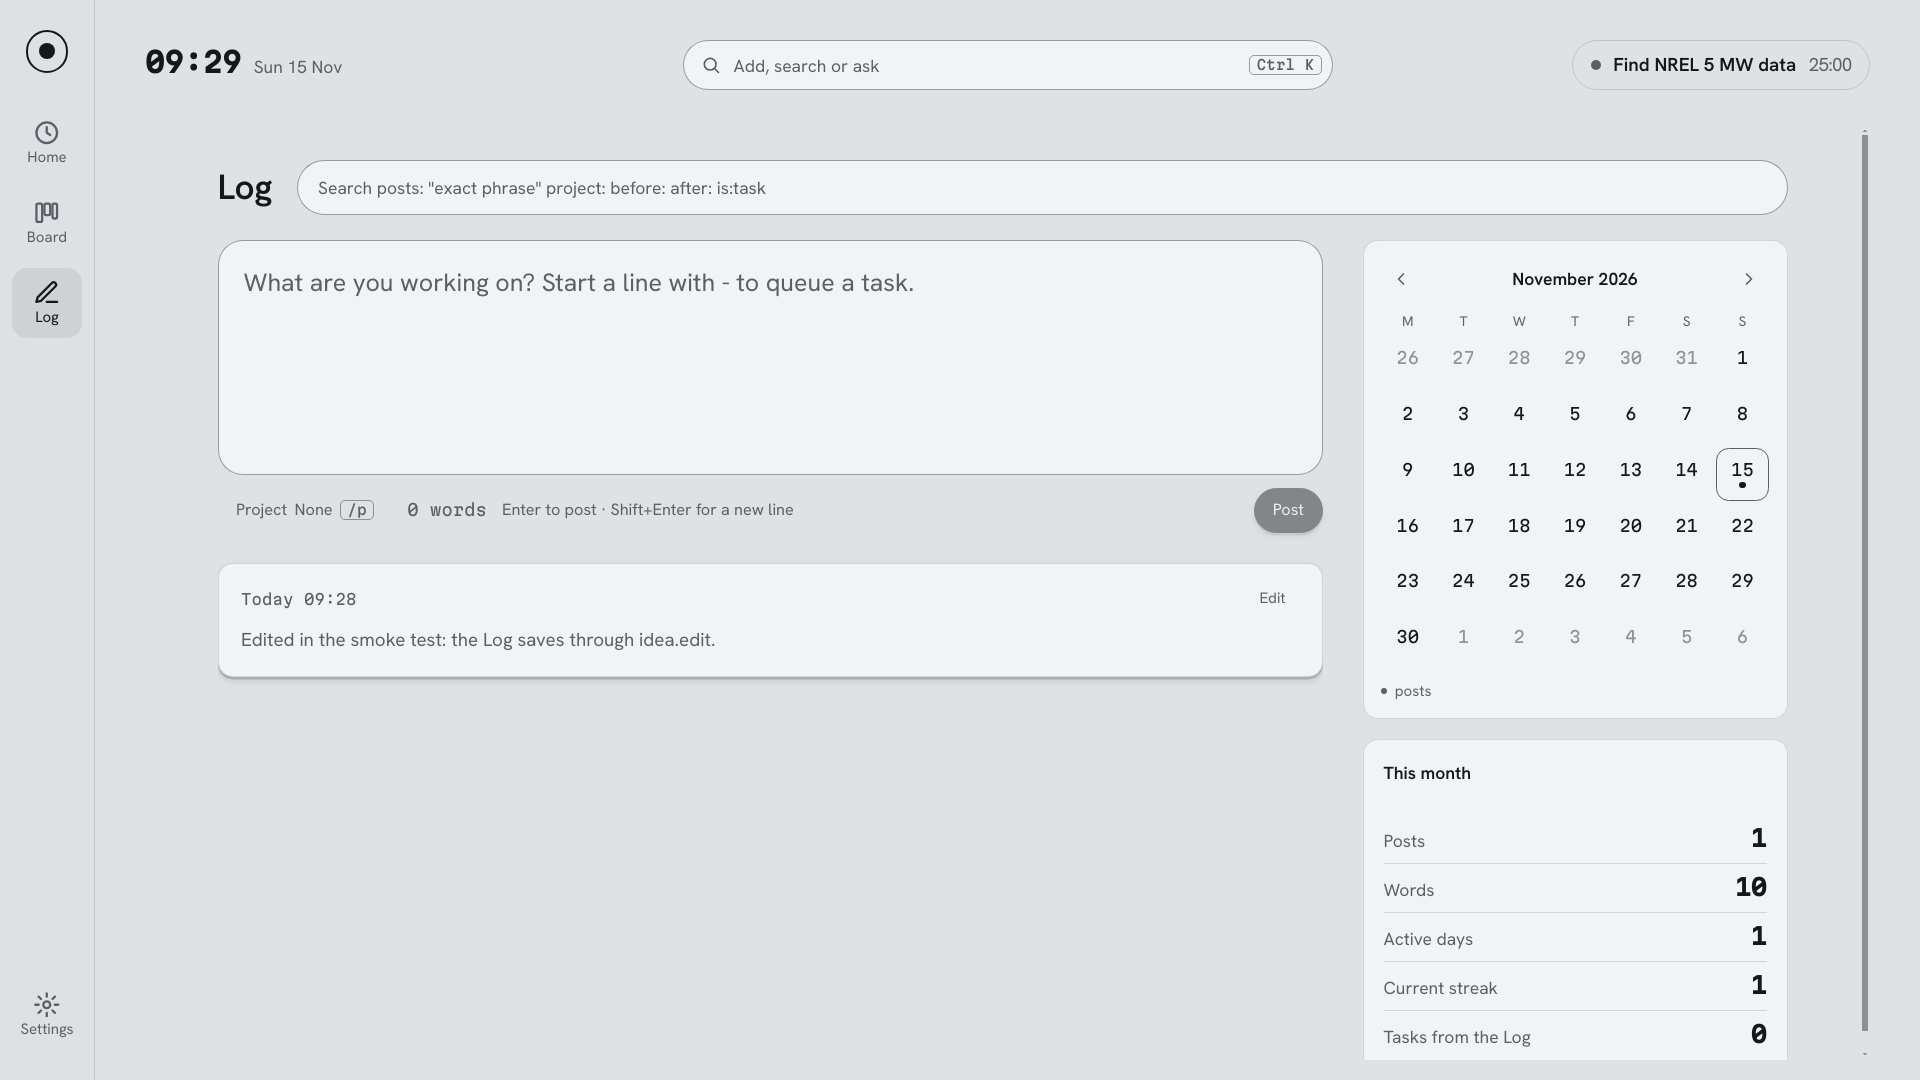 09:29 Sun 15 Nov
Add, search or ask Ctrl K
Find NREL 5 MW data 25:00
Home
Board
Log
Settings
Log
Search posts: "exact phrase" project: before: after: is:task
What are you working on? Start a line with - to queue a task.
Project None /p 0 words Enter to post · Shift+Enter for a new line Post
Today 09:28 Edit
Edited in the smoke test: the Log saves through idea.edit.
November 2026
M T W T F S S
26 27 28 29 30 31 1
2 3 4 5 6 7 8
9 10 11 12 13 14 15
16 17 18 19 20 21 22
23 24 25 26 27 28 29
30 1 2 3 4 5 6
posts
This month
Posts 1
Words 10
Active days 1
Current streak 1
Tasks from the Log 0